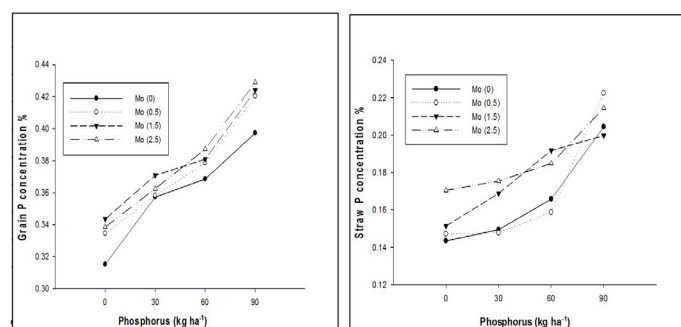 Grain P concentration %
0.44
0.42
0.40
0.38
0.36
0.34
0.32
0.30
Mo (0)
Mo (0.5)
Mo (1.5)
Mo (2.5)
0 30 60 90
Phosphorus (kg ha⁻¹)
Straw P concentration %
0.24
0.22
0.20
0.18
0.16
0.14
0.12
Mo (0)
Mo (0.5)
Mo (1.5)
Mo (2.5)
0 30 60 90
Phosphorus (kg ha⁻¹)